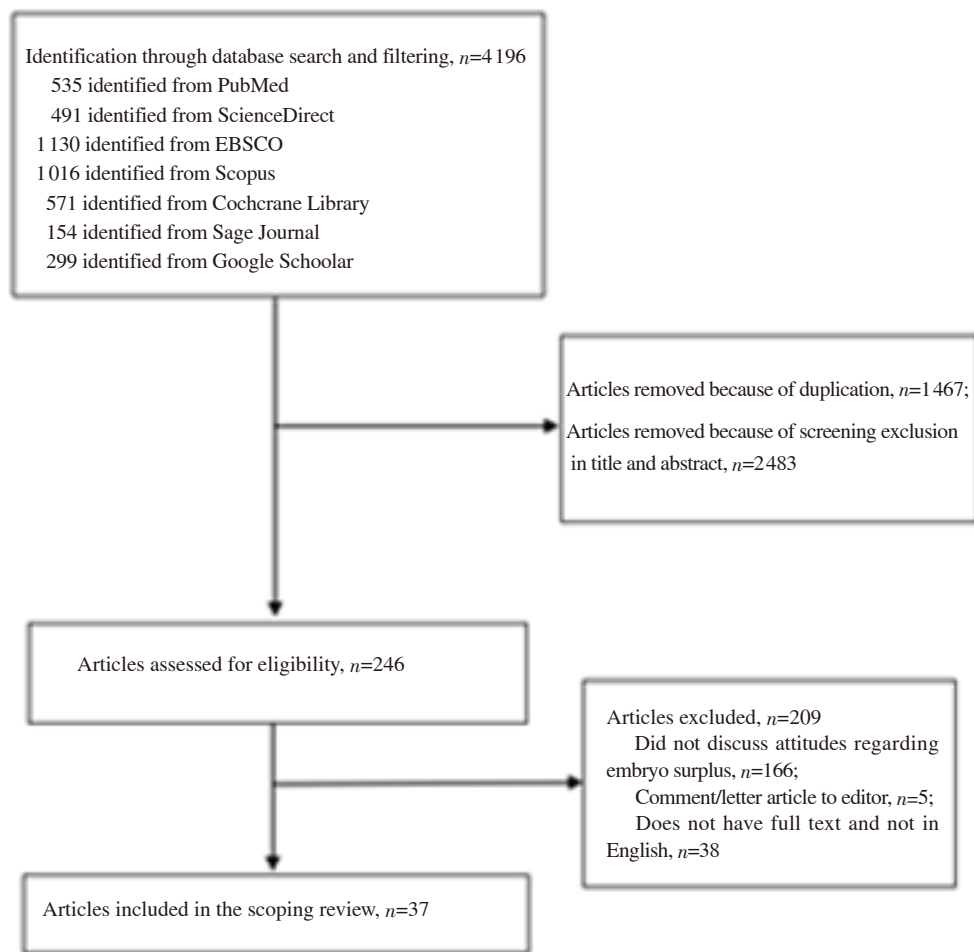 Identification through database search and filtering, n=4 196
535 identified from PubMed
491 identified from ScienceDirect
1 130 identified from EBSCO
1 016 identified from Scopus
571 identified from Cochcrane Library
154 identified from Sage Journal
299 identified from Google Schoolar
Articles removed because of duplication, n=1 467;
Articles removed because of screening exclusion
in title and abstract, n=2 483
Articles assessed for eligibility, n=246
Articles excluded, n=209
Did not discuss attitudes regarding
embryo surplus, n=166;
Comment/letter article to editor, n=5;
Does not have full text and not in
English, n=38
Articles included in the scoping review, n=37